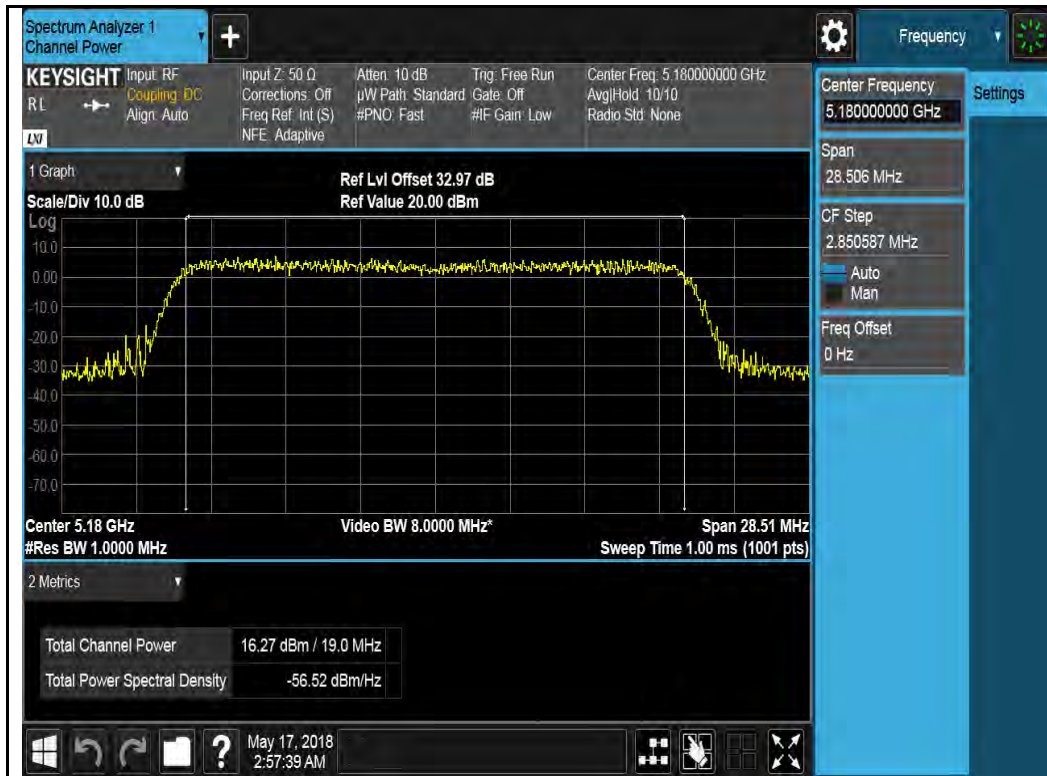 Spectrum Analyzer 1
Channel Power
+
Frequency
KEYSIGHT
RL
LXI
Input: RF
Coupling: DC
Align: Auto
Input Z: 50 Ω
Corrections: Off
Freq Ref: Int (S)
NFE: Adaptive
Atten: 10 dB
µW Path: Standard
#PNO: Fast
Trig: Free Run
Gate: Off
#IF Gain: Low
Center Freq: 5.180000000 GHz
Avg|Hold: 10/10
Radio Std: None
Center Frequency
5.180000000 GHz
Settings
Span
28.506 MHz
CF Step
2.850587 MHz
Auto
Man
Freq Offset
0 Hz
1 Graph
Scale/Div 10.0 dB
Ref Lvl Offset 32.97 dB
Ref Value 20.00 dBm
Log
10.0
0.00
-10.0
-20.0
-30.0
-40.0
-50.0
-60.0
-70.0
Center 5.18 GHz
Video BW 8.0000 MHz*
Span 28.51 MHz
#Res BW 1.0000 MHz
Sweep Time 1.00 ms (1001 pts)
2 Metrics
Total Channel Power 16.27 dBm / 19.0 MHz
Total Power Spectral Density -56.52 dBm/Hz
?
May 17, 2018
2:57:39 AM